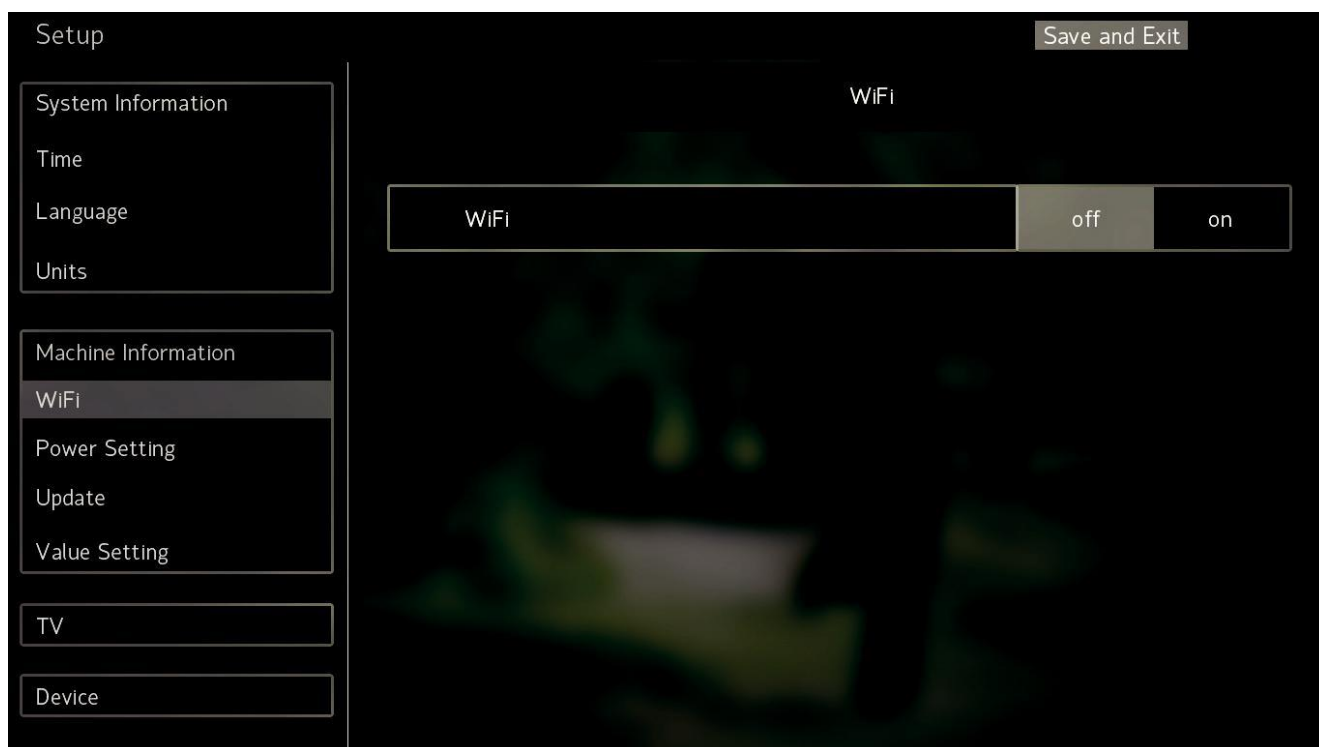 Setup
Save and Exit
System Information
Time
Language
Units
Machine Information
WiFi
Power Setting
Update
Value Setting
TV
Device
WiFi
WiFi off on